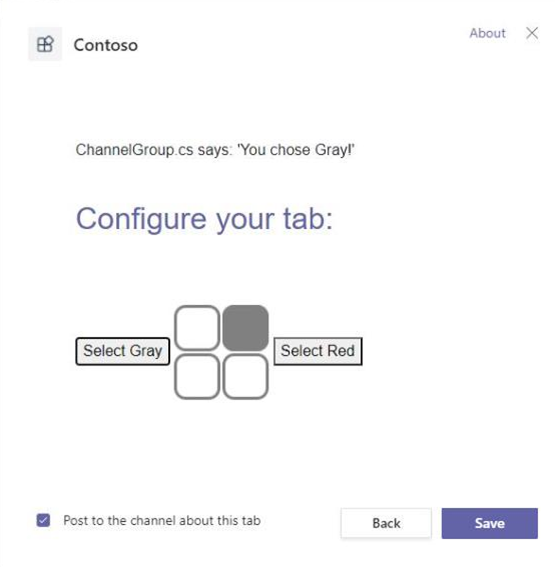 Contoso
About
ChannelGroup.cs says: 'You chose Gray!'
Configure your tab:
Select Gray
Select Red
Post to the channel about this tab
Back
Save